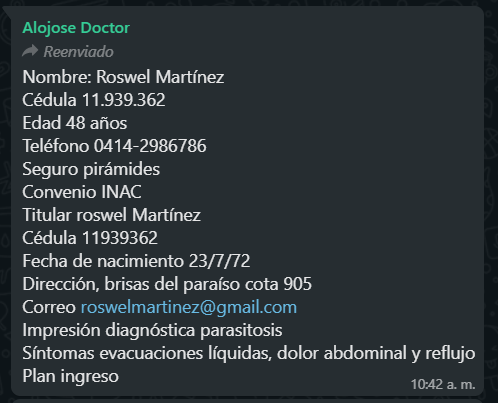 Alojose Doctor
Reenviado
Nombre: Roswel Martínez
Cédula 11.939.362
Edad 48 años
Teléfono 0414-2986786
Seguro pirámides
Convenio INAC
Titular roswel Martínez
Cédula 11939362
Fecha de nacimiento 23/7/72
Dirección, brisas del paraíso cota 905
Correo roswelmartinez@gmail.com
Impresión diagnóstica parasitosis
Síntomas evacuaciones líquidas, dolor abdominal y reflujo
Plan ingreso
10:42 a. m.